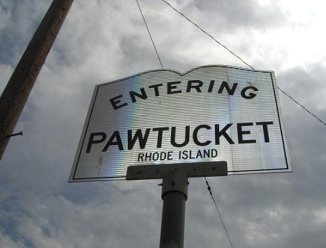 ENTERING
PAWTUCKET
RHODE ISLAND